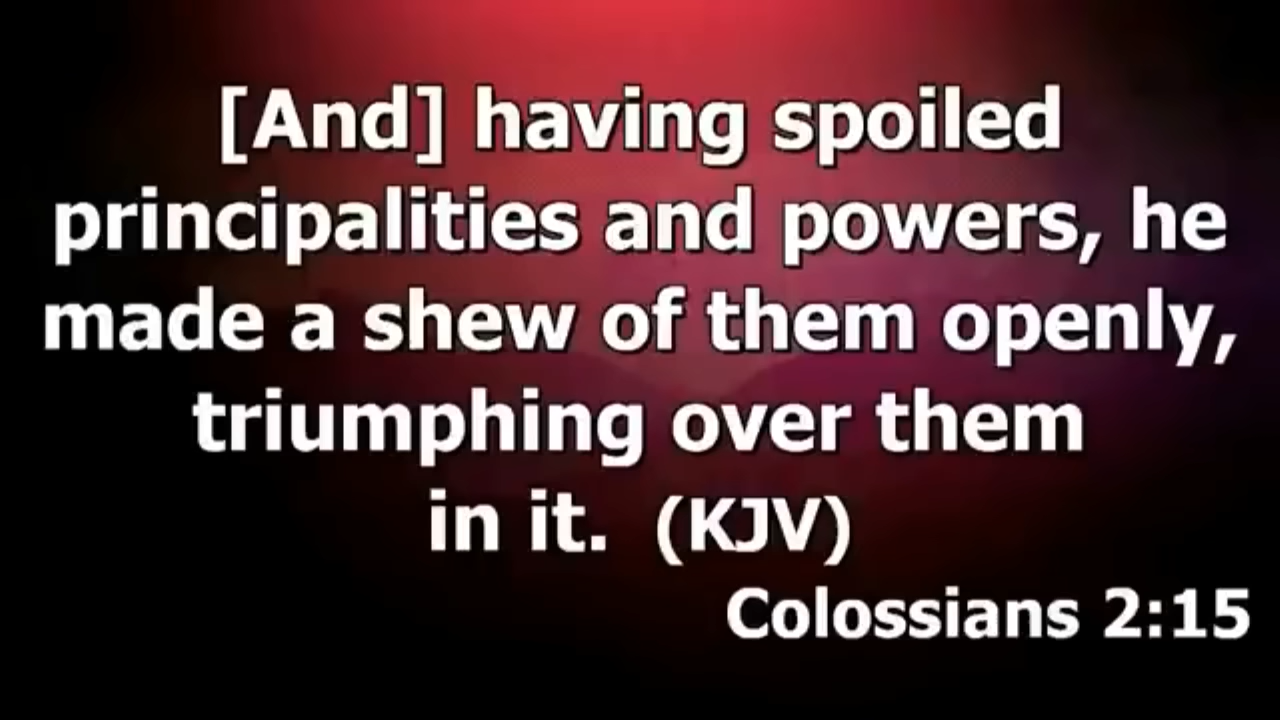 [And] having spoiled
principalities and powers, he
made a shew of them openly,
triumphing over them
in it. (KJV)
Colossians 2:15